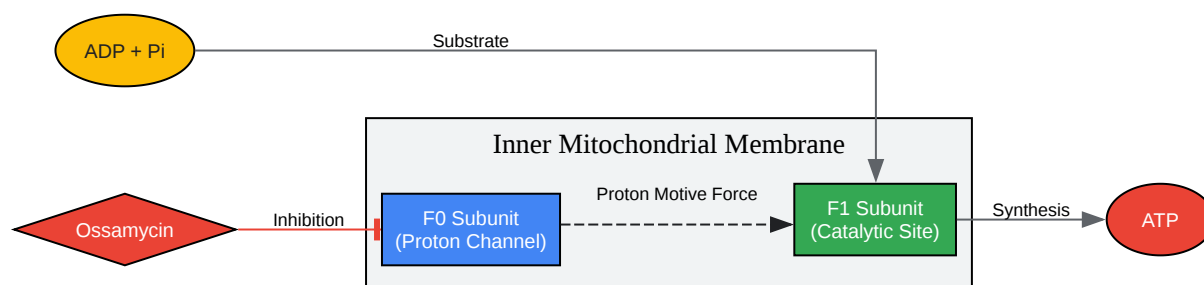 ADP + Pi
Substrate
Inner Mitochondrial Membrane
Proton Motive Force
F0 Subunit
(Proton Channel)
F1 Subunit
(Catalytic Site)
Ossamycin
Inhibition
Synthesis
ATP